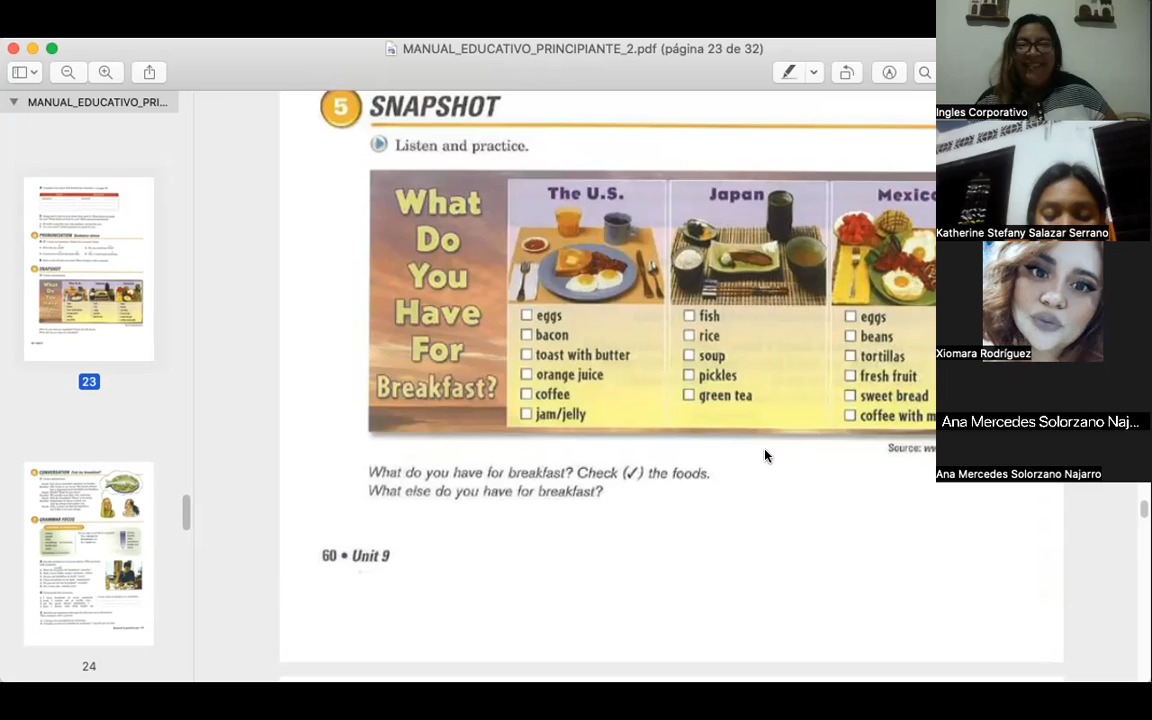 MANUAL_EDUCATIVO_PRINCIPIANTE_2.pdf (página 23 de 32)
MANUAL_EDUCATIVO_PRI...
23
24
5 SNAPSHOT
Listen and practice.
What
Do
You
Have
For
Breakfast?
The U.S.
eggs
bacon
toast with butter
orange juice
coffee
jam/jelly
Japan
fish
rice
soup
pickles
green tea
Mexico
eggs
beans
tortillas
fresh fruit
sweet bread
coffee with m
Source: ww
What do you have for breakfast? Check (✓) the foods.
What else do you have for breakfast?
60 • Unit 9
Ingles Corporativo
Katherine Stefany Salazar Serrano
Xiomara Rodríguez
Ana Mercedes Solorzano Naj...
Ana Mercedes Solorzano Najarro